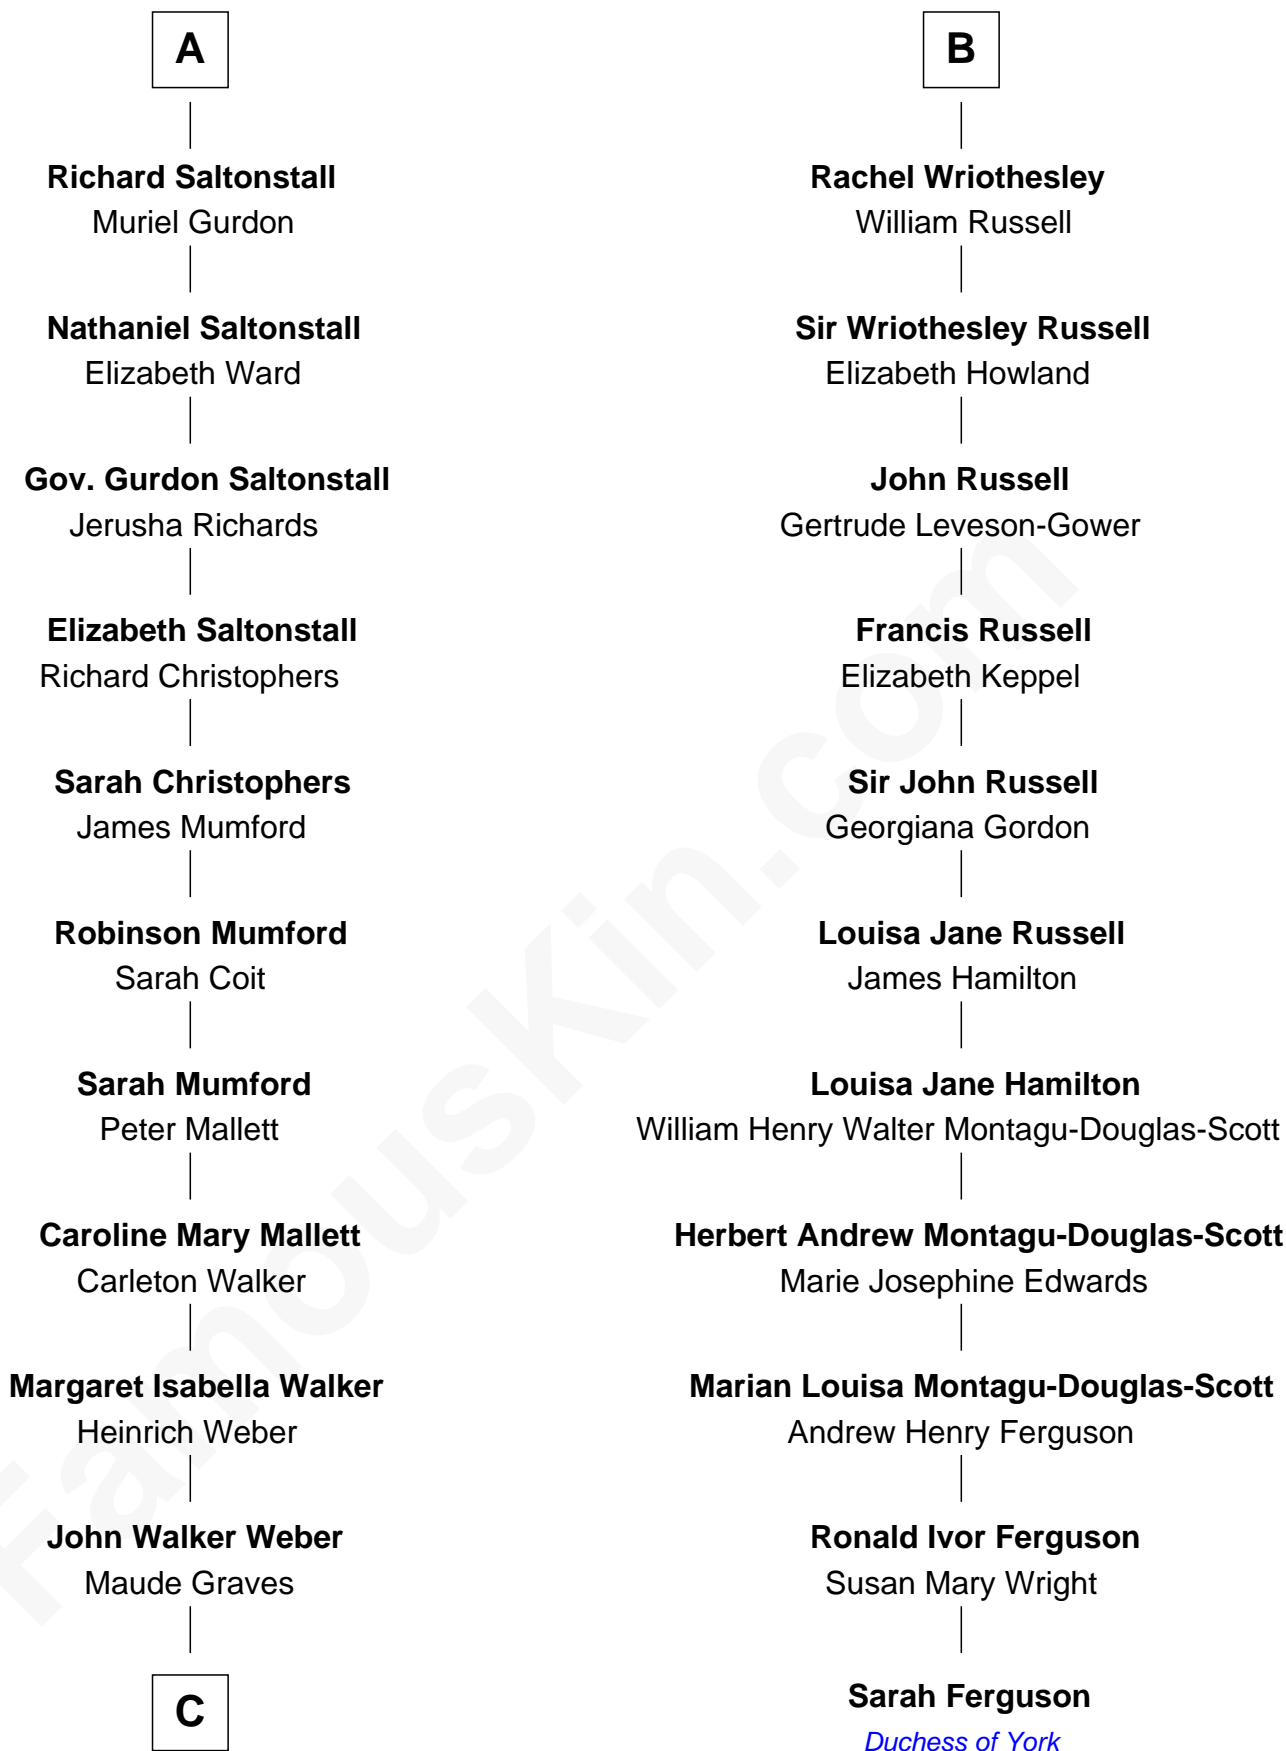 A
Richard Saltonstall
Muriel Gurdon
Nathaniel Saltonstall
Elizabeth Ward
Gov. Gurdon Saltonstall
Jerusha Richards
Elizabeth Saltonstall
Richard Christophers
Sarah Christophers
James Mumford
Robinson Mumford
Sarah Coit
Sarah Mumford
Peter Mallett
Caroline Mary Mallett
Carleton Walker
Margaret Isabella Walker
Heinrich Weber
John Walker Weber
Maude Graves
C
B
Rachel Wriothesley
William Russell
Sir Wriothesley Russell
Elizabeth Howland
John Russell
Gertrude Leveson-Gower
Francis Russell
Elizabeth Keppel
Sir John Russell
Georgiana Gordon
Louisa Jane Russell
James Hamilton
Louisa Jane Hamilton
William Henry Walter Montagu-Douglas-Scott
Herbert Andrew Montagu-Douglas-Scott
Marie Josephine Edwards
Marian Louisa Montagu-Douglas-Scott
Andrew Henry Ferguson
Ronald Ivor Ferguson
Susan Mary Wright
Sarah Ferguson
Duchess of York
FamousKin.com